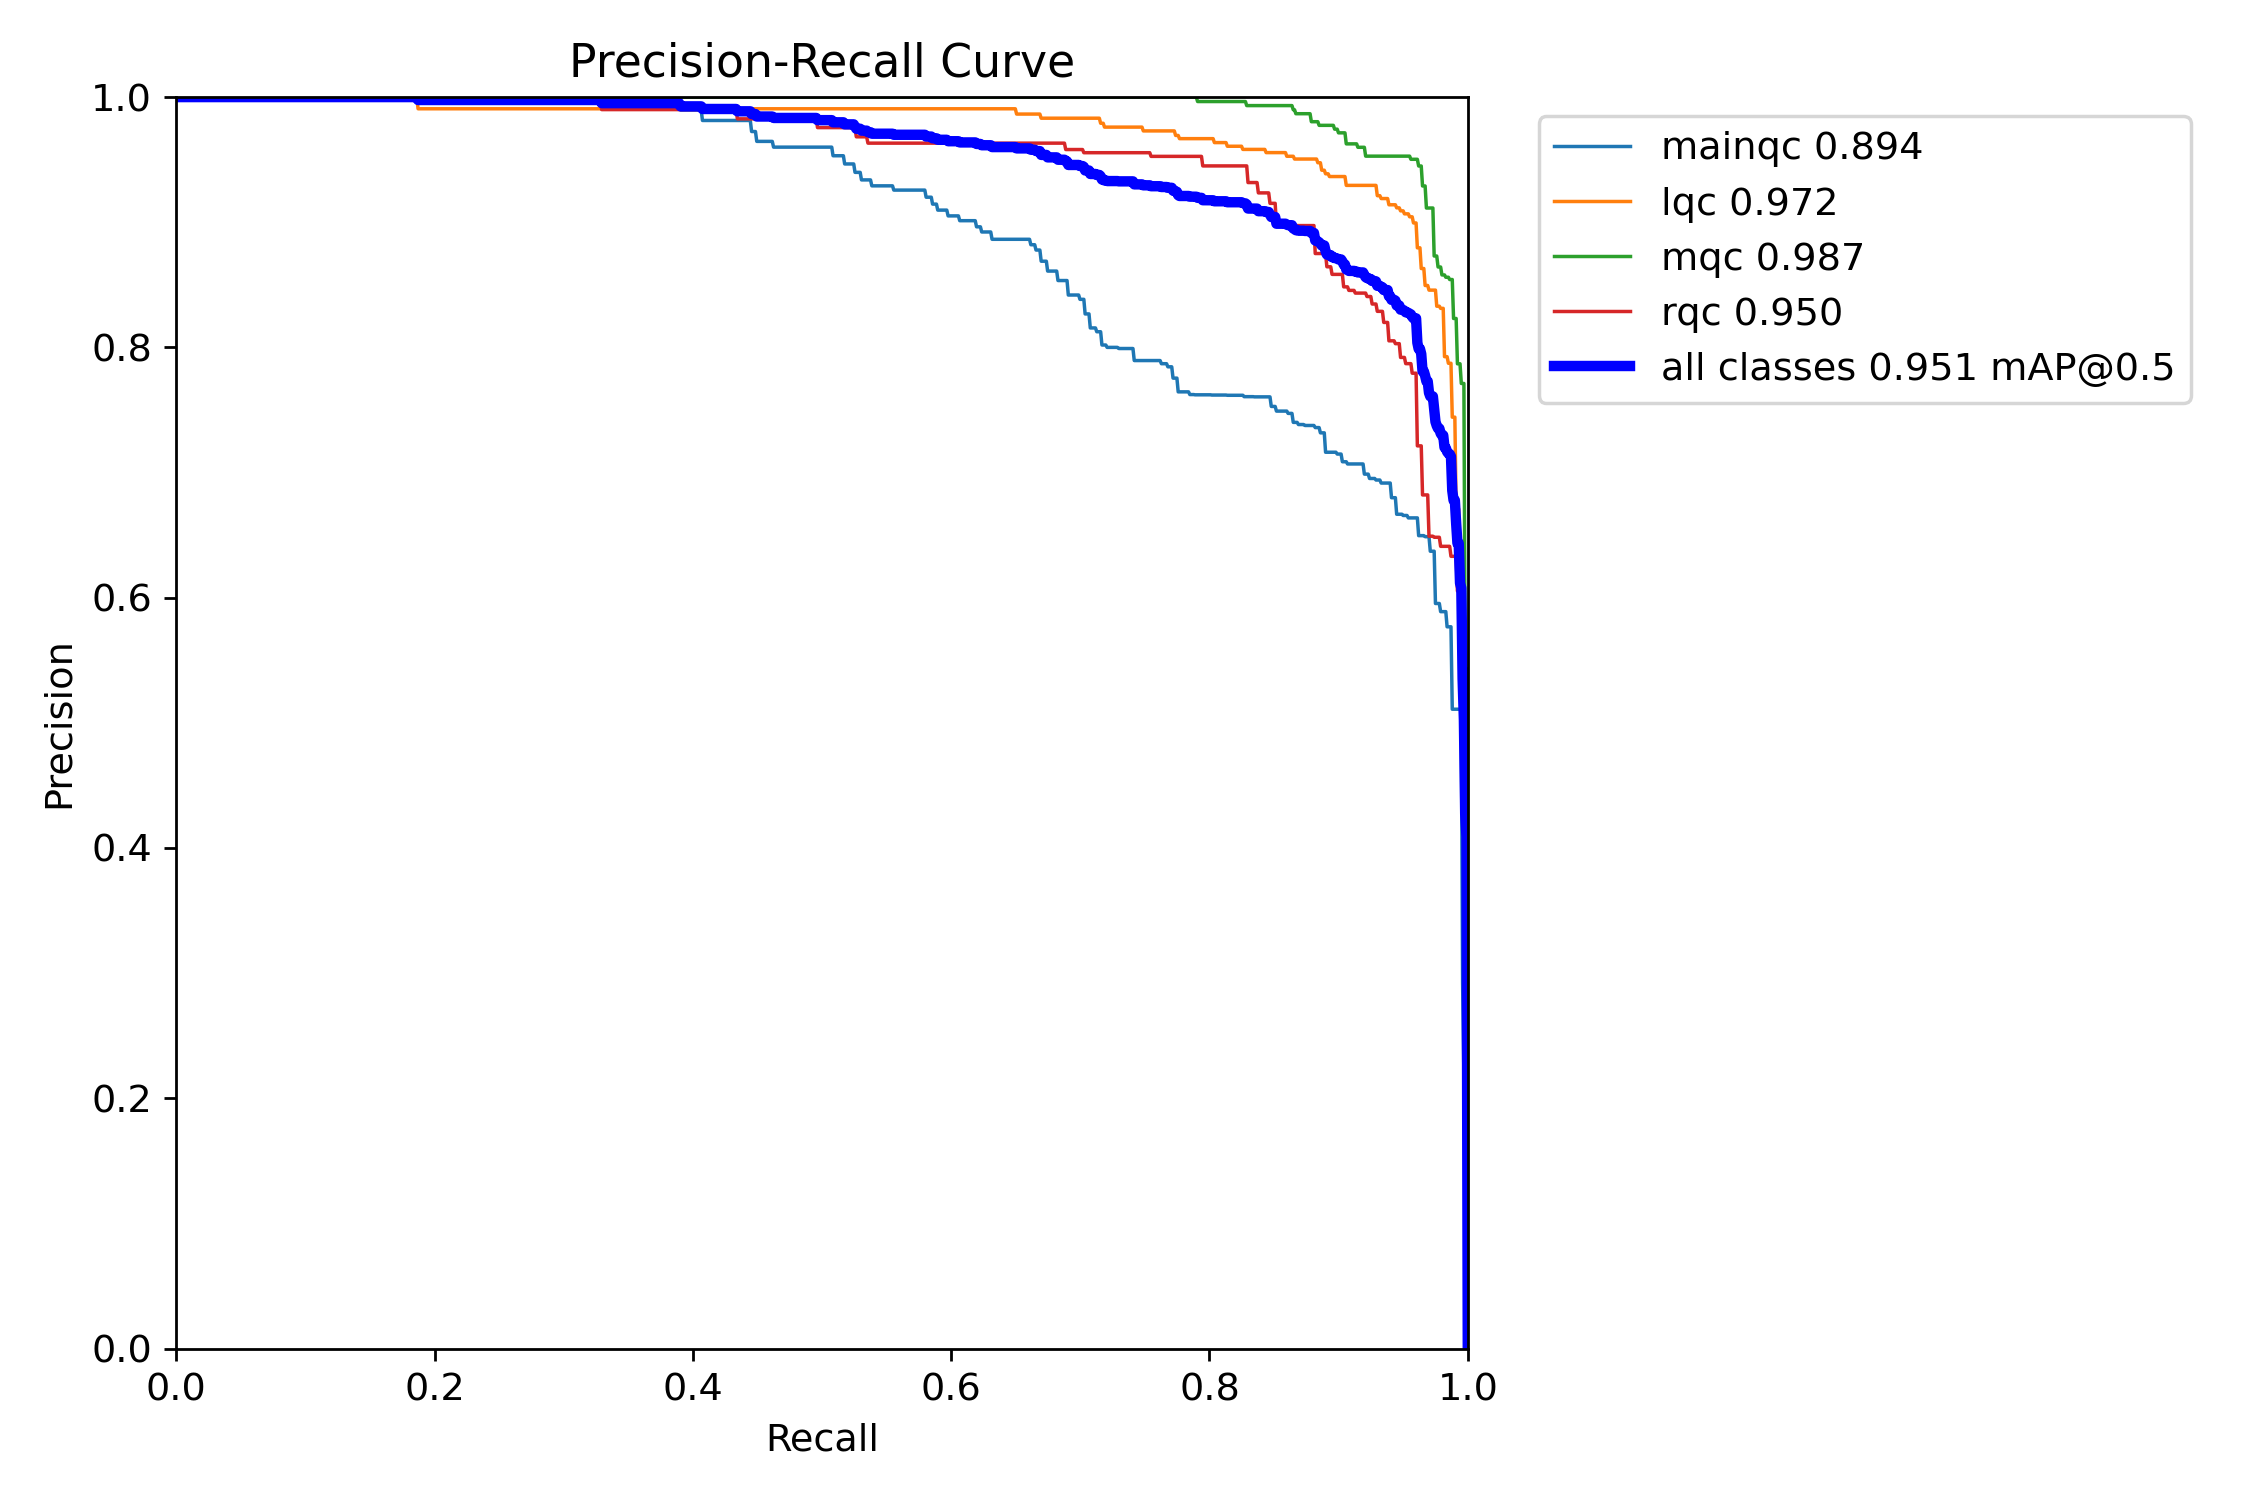 Precision-Recall Curve
1.0
0.8
0.6
0.4
0.2
0.0
Precision
0.0 0.2 0.4 0.6 0.8 1.0
Recall
mainqc 0.894
lqc 0.972
mqc 0.987
rqc 0.950
all classes 0.951 mAP@0.5